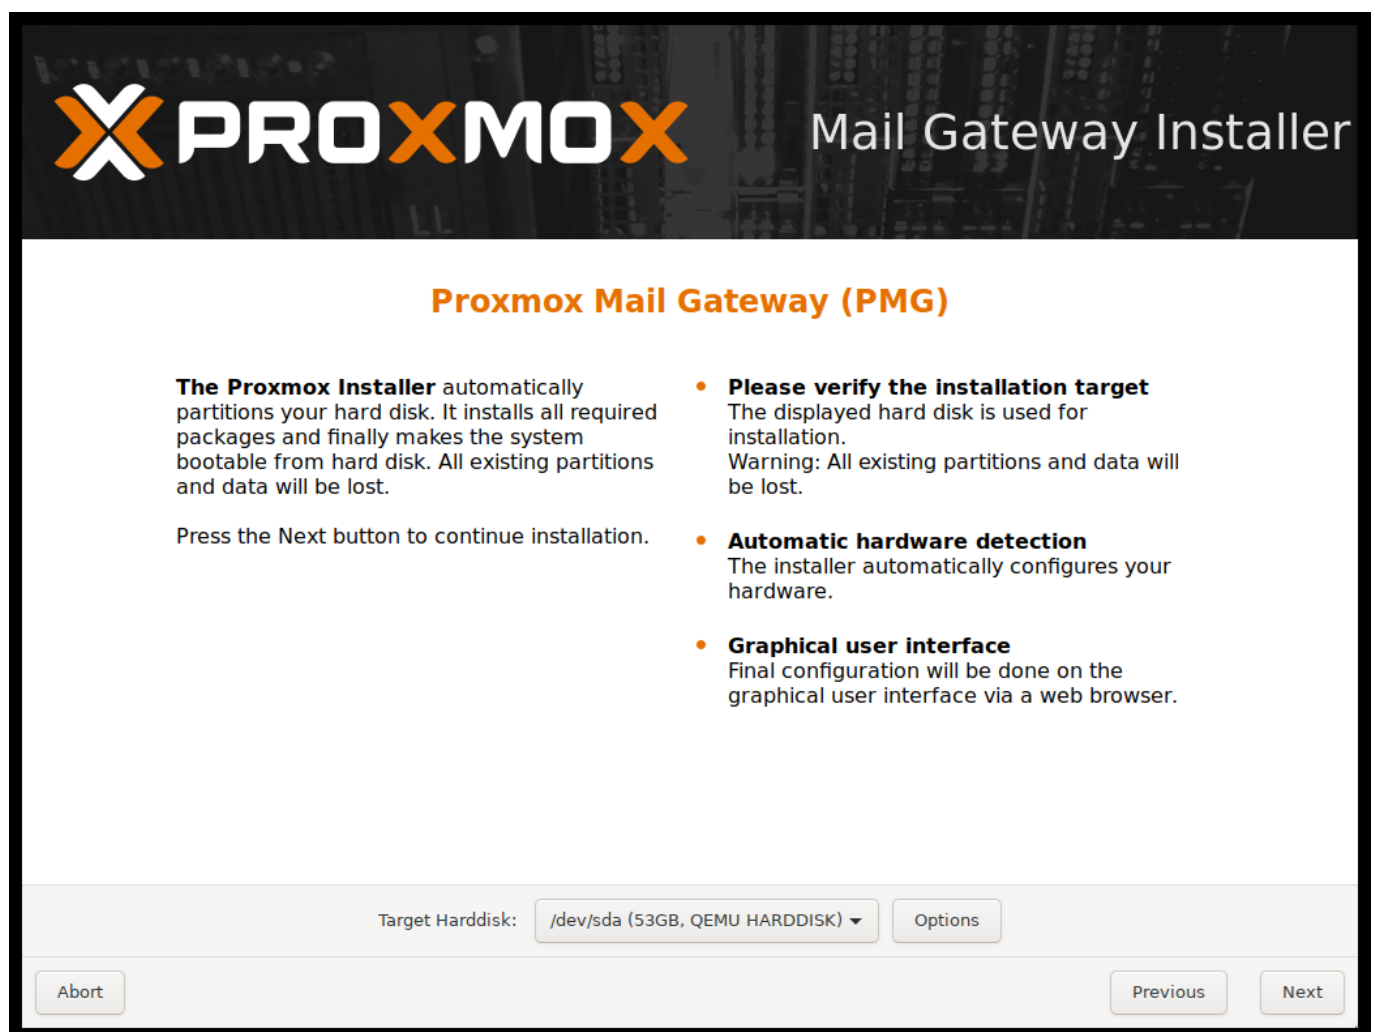 PROXMOX
Mail Gateway Installer
Proxmox Mail Gateway (PMG)
The Proxmox Installer automatically
partitions your hard disk. It installs all required
packages and finally makes the system
bootable from hard disk. All existing partitions
and data will be lost.
Press the Next button to continue installation.
Please verify the installation target
The displayed hard disk is used for
installation.
Warning: All existing partitions and data will
be lost.
Automatic hardware detection
The installer automatically configures your
hardware.
Graphical user interface
Final configuration will be done on the
graphical user interface via a web browser.
Target Harddisk: /dev/sda (53GB, QEMU HARDDISK) Options
Abort Previous Next